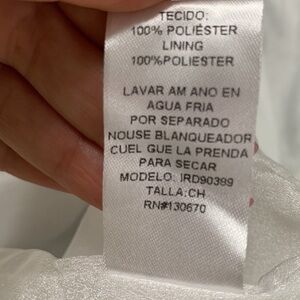 TECIDO:
100% POLIÉSTER
LINING
100%POLIESTER
LAVAR AM ANO EN
AGUA FRIA
POR SEPARADO
NOUSE BLANQUEADOR
CUEL GUE LA PRENDA
PARA SECAR
MODELO: IRD90389
TALLA:CH
RN#130670